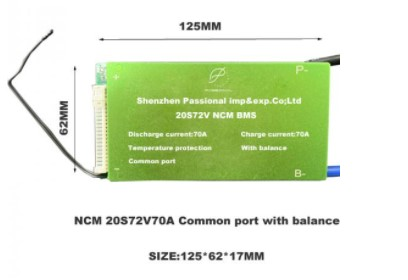 125MM
62MM
P-
+
Shenzhen Passional imp&exp.Co;Ltd
20S72V NCM BMS
Discharge current:70A Charge current:70A
Temperature protection With balance
Common port
-
B-
NCM 20S72V70A Common port with balance
SIZE:125*62*17MM